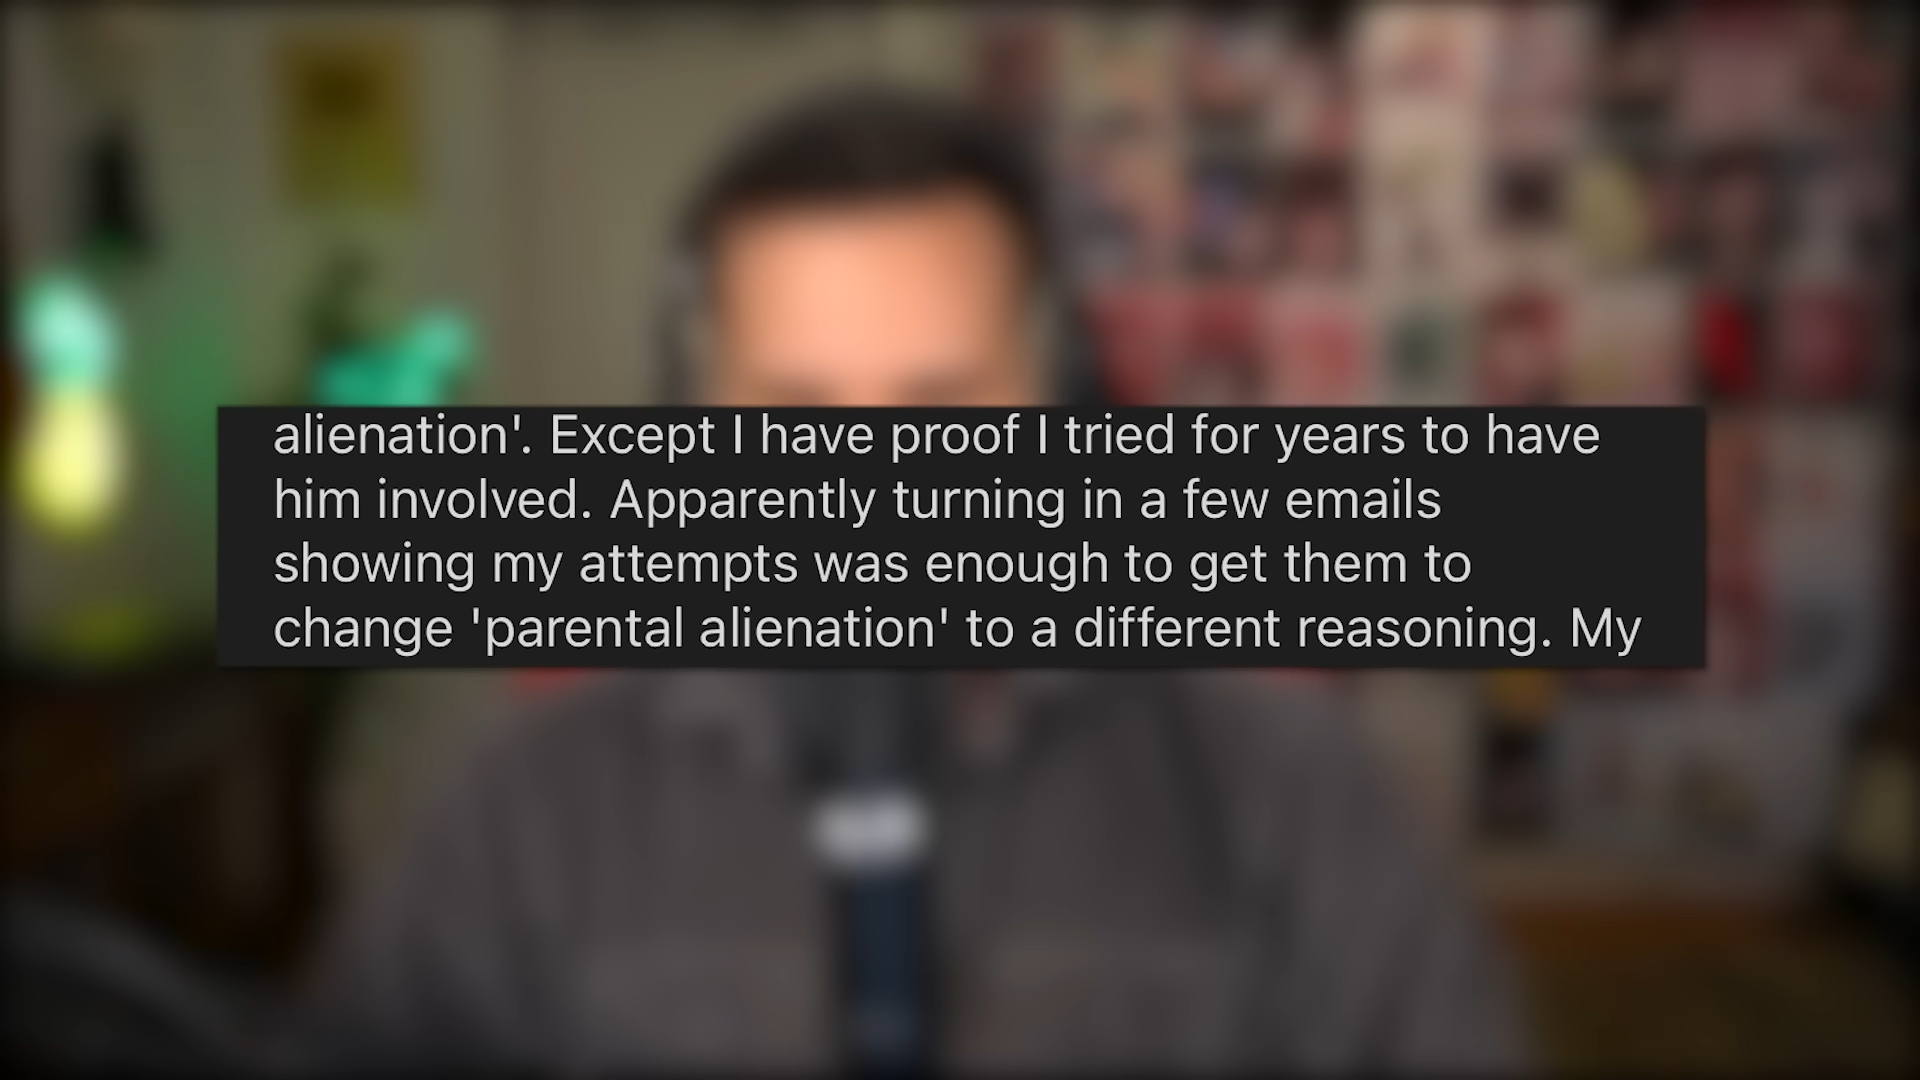 alienation'. Except I have proof I tried for years to have
him involved. Apparently turning in a few emails
showing my attempts was enough to get them to
change 'parental alienation' to a different reasoning. My